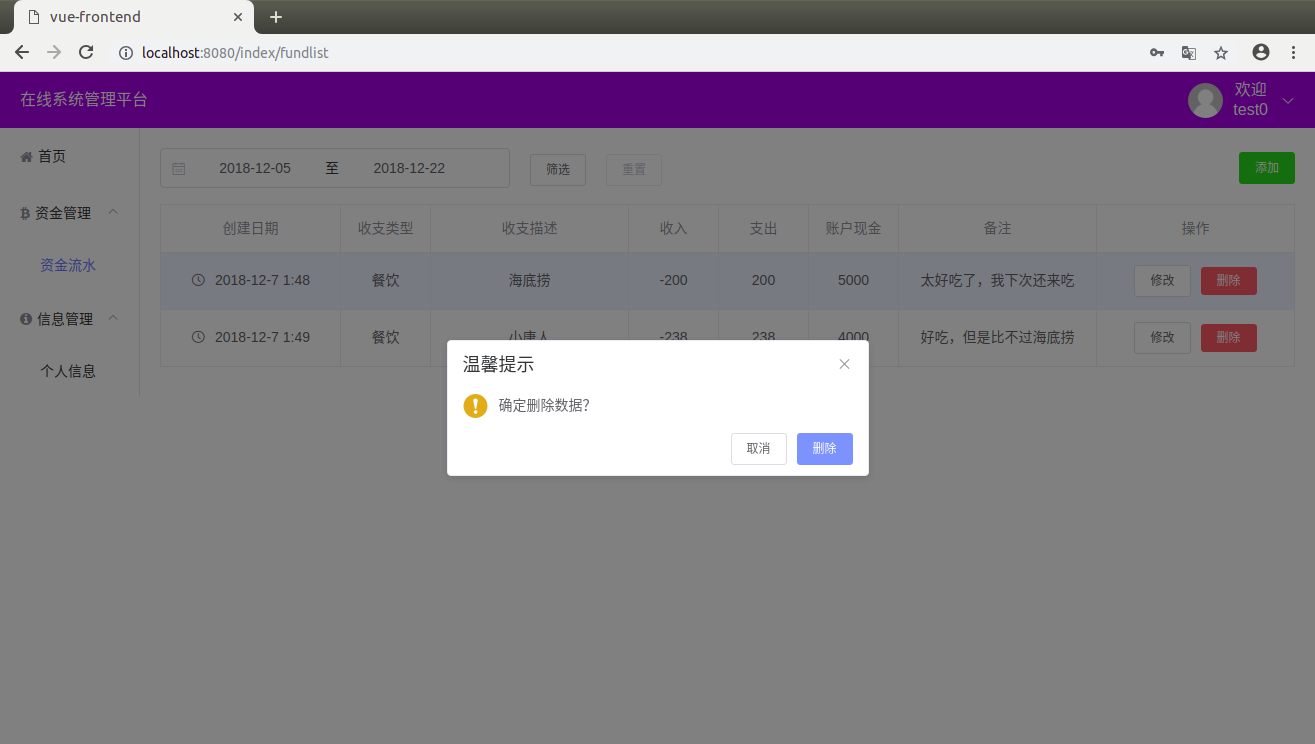 vue-frontend
localhost:8080/index/fundlist
在线系统管理平台
欢迎
test0
首页
资金管理
资金流水
信息管理
个人信息
2018-12-05 至 2018-12-22 筛选 重置 添加
创建日期 收支类型 收支描述 收入 支出 账户现金 备注 操作
2018-12-7 1:48 餐饮 海底捞 -200 200 5000 太好吃了，我下次还来吃 修改 删除
2018-12-7 1:49 餐饮 小唐人 -238 238 4000 好吃，但是比不过海底捞 修改 删除
温馨提示
确定删除数据?
取消 删除